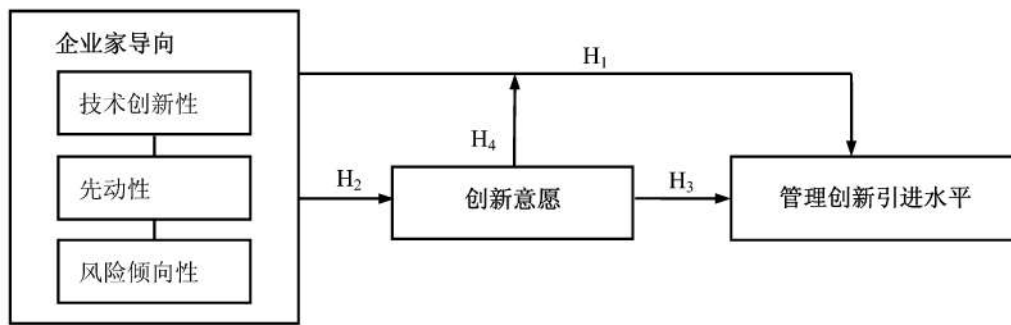 企业家导向
H₁
技术创新性
H₄
先动性
H₂
创新意愿
H₃
管理创新引进水平
风险倾向性